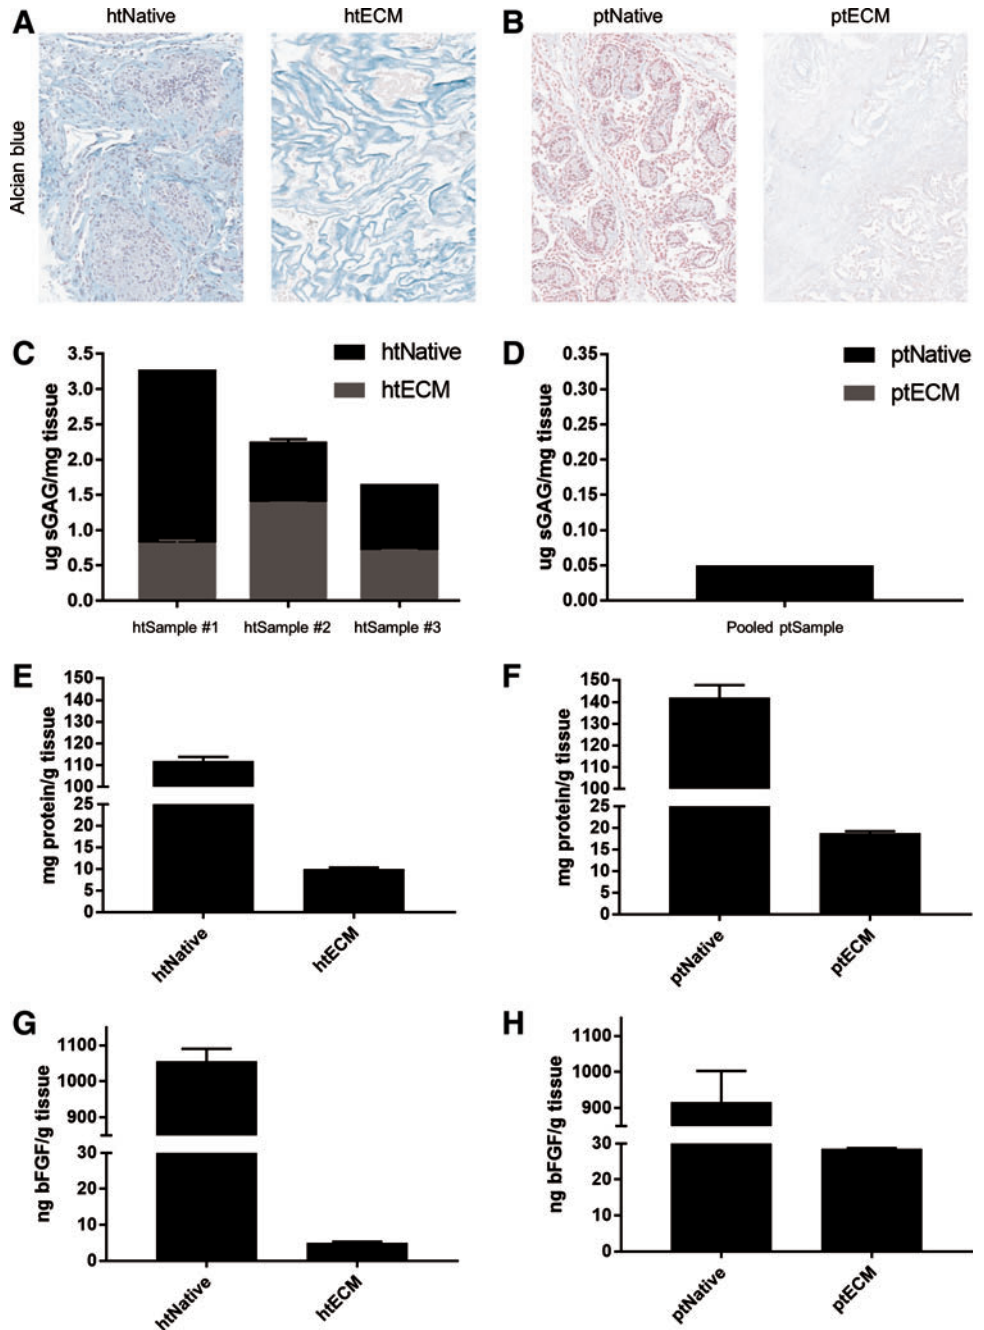 A
htNative
htECM
B
ptNative
ptECM
Alcian blue
C
ug sGAG/mg tissue
3.5
3.0
2.5
2.0
1.5
1.0
0.5
0.0
htNative
htECM
htSample #1
htSample #2
htSample #3
D
ug sGAG/mg tissue
0.35
0.30
0.25
0.20
0.15
0.10
0.05
0.00
ptNative
ptECM
Pooled ptSample
E
mg protein/g tissue
150
140
130
120
110
100
25
20
15
10
5
0
htNative
htECM
F
mg protein/g tissue
150
140
130
120
110
100
25
20
15
10
5
0
ptNative
ptECM
G
ng bFGF/g tissue
1100
1000
900
30
20
10
0
htNative
htECM
H
ng bFGF/g tissue
1100
1000
900
30
20
10
0
ptNative
ptECM